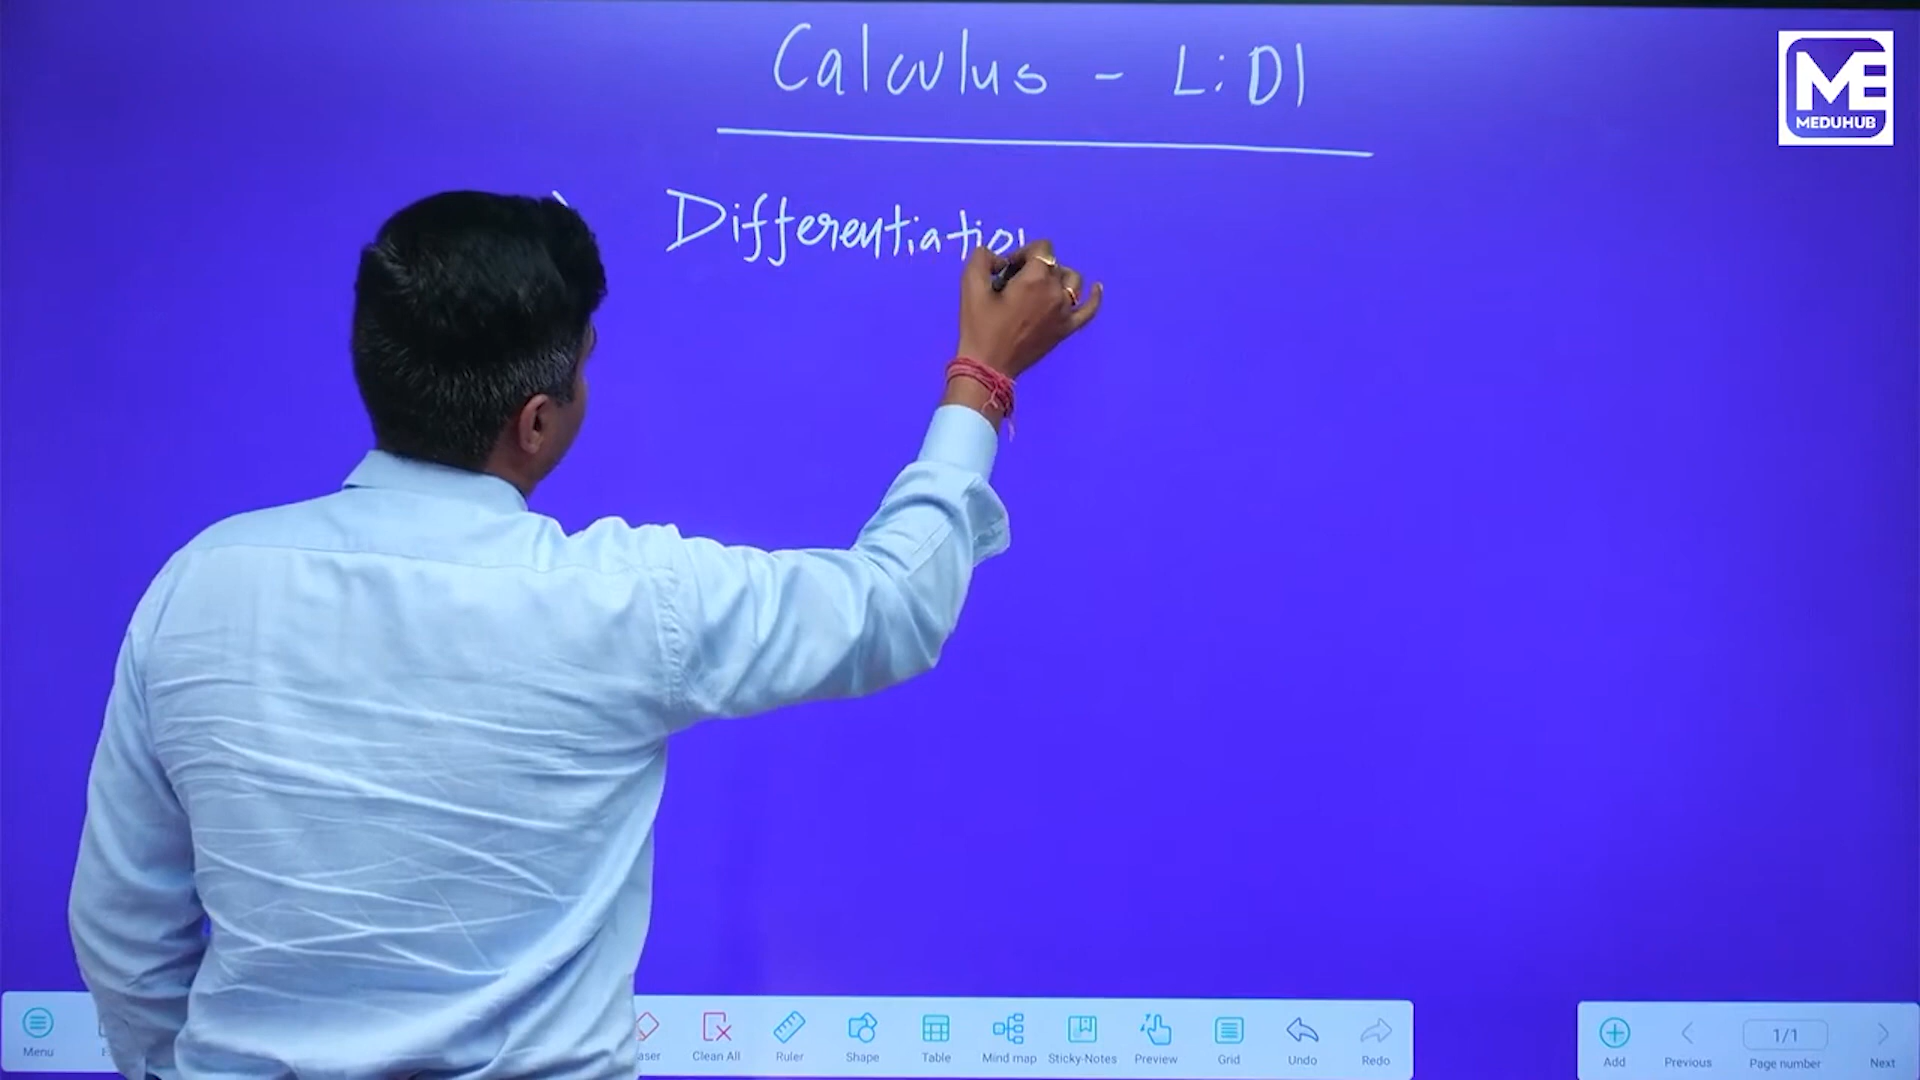 Calculus - L:D1
ME
MEDUHUB
Differentiation
Menu
Clean All
Ruler
Shape
Table
Mind map
Sticky-Notes
Preview
Grid
Undo
Redo
Add
Previous
1/1
Page number
Next